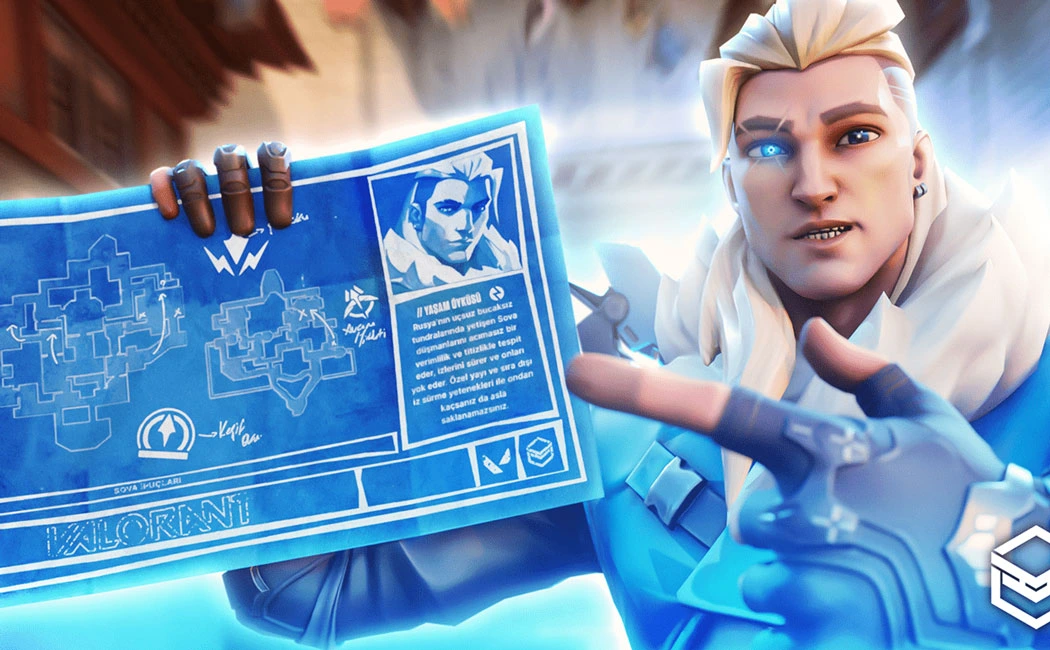 // YAŞAM ÖYKÜSÜ
Rusya'nın uçsuz bucaksız
tundralarında yetişen Sova
düşmanlarını acımasız bir
verimlilik ve titizlikle tespit
eder, izlerini sürer ve onları
yok eder. Özel yayı ve sıra dışı
iz sürme yetenekleri ile ondan
kaçsanız da asla
saklanamazsınız.
Keşif
SOVA İPUÇLARI
VALORANT